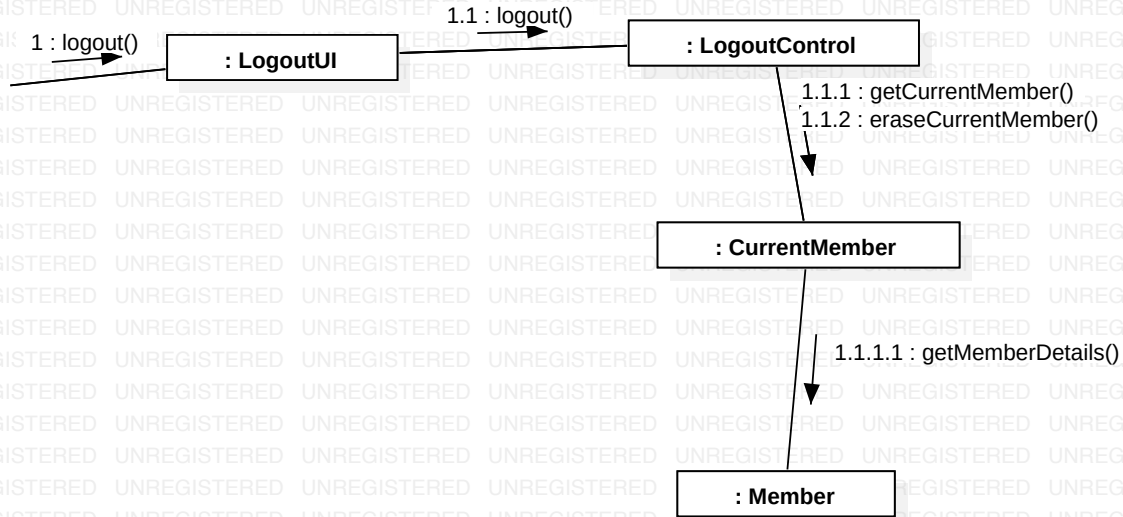 1.1 : logout()
1 : logout()
: LogoutUI
: LogoutControl
1.1.1 : getCurrentMember()
1.1.2 : eraseCurrentMember()
: CurrentMember
1.1.1.1 : getMemberDetails()
: Member
UNREGISTERED